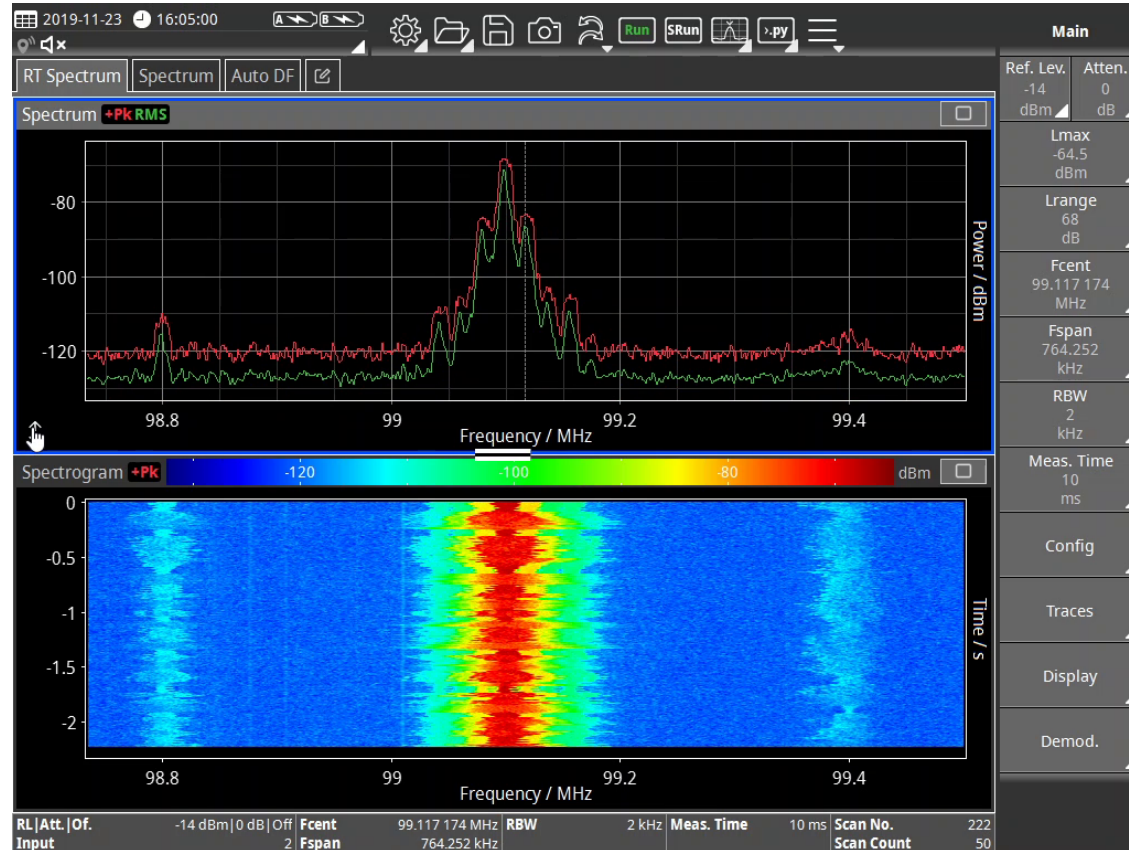 2019-11-23 16:05:00 A B Run SRun >.py
RT Spectrum Spectrum Auto DF
Spectrum +Pk RMS
-80
-100
-120
Power / dBm
98.8 99 99.2 99.4
Frequency / MHz
Spectrogram +Pk -120 -100 -80 dBm
0
-0.5
-1
-1.5
-2
Time / s
98.8 99 99.2 99.4
Frequency / MHz
Main
Ref. Lev. Atten.
-14 0
dBm dB
Lmax
-64.5
dBm
Lrange
68
dB
Fcent
99.117 174
MHz
Fspan
764.252
kHz
RBW
2
kHz
Meas. Time
10
ms
Config
Traces
Display
Demod.
RL|Att.|Of. -14 dBm|0 dB|Off Fcent 99.117 174 MHz RBW 2 kHz Meas. Time 10 ms Scan No. 222
Input 2 Fspan 764.252 kHz Scan Count 50